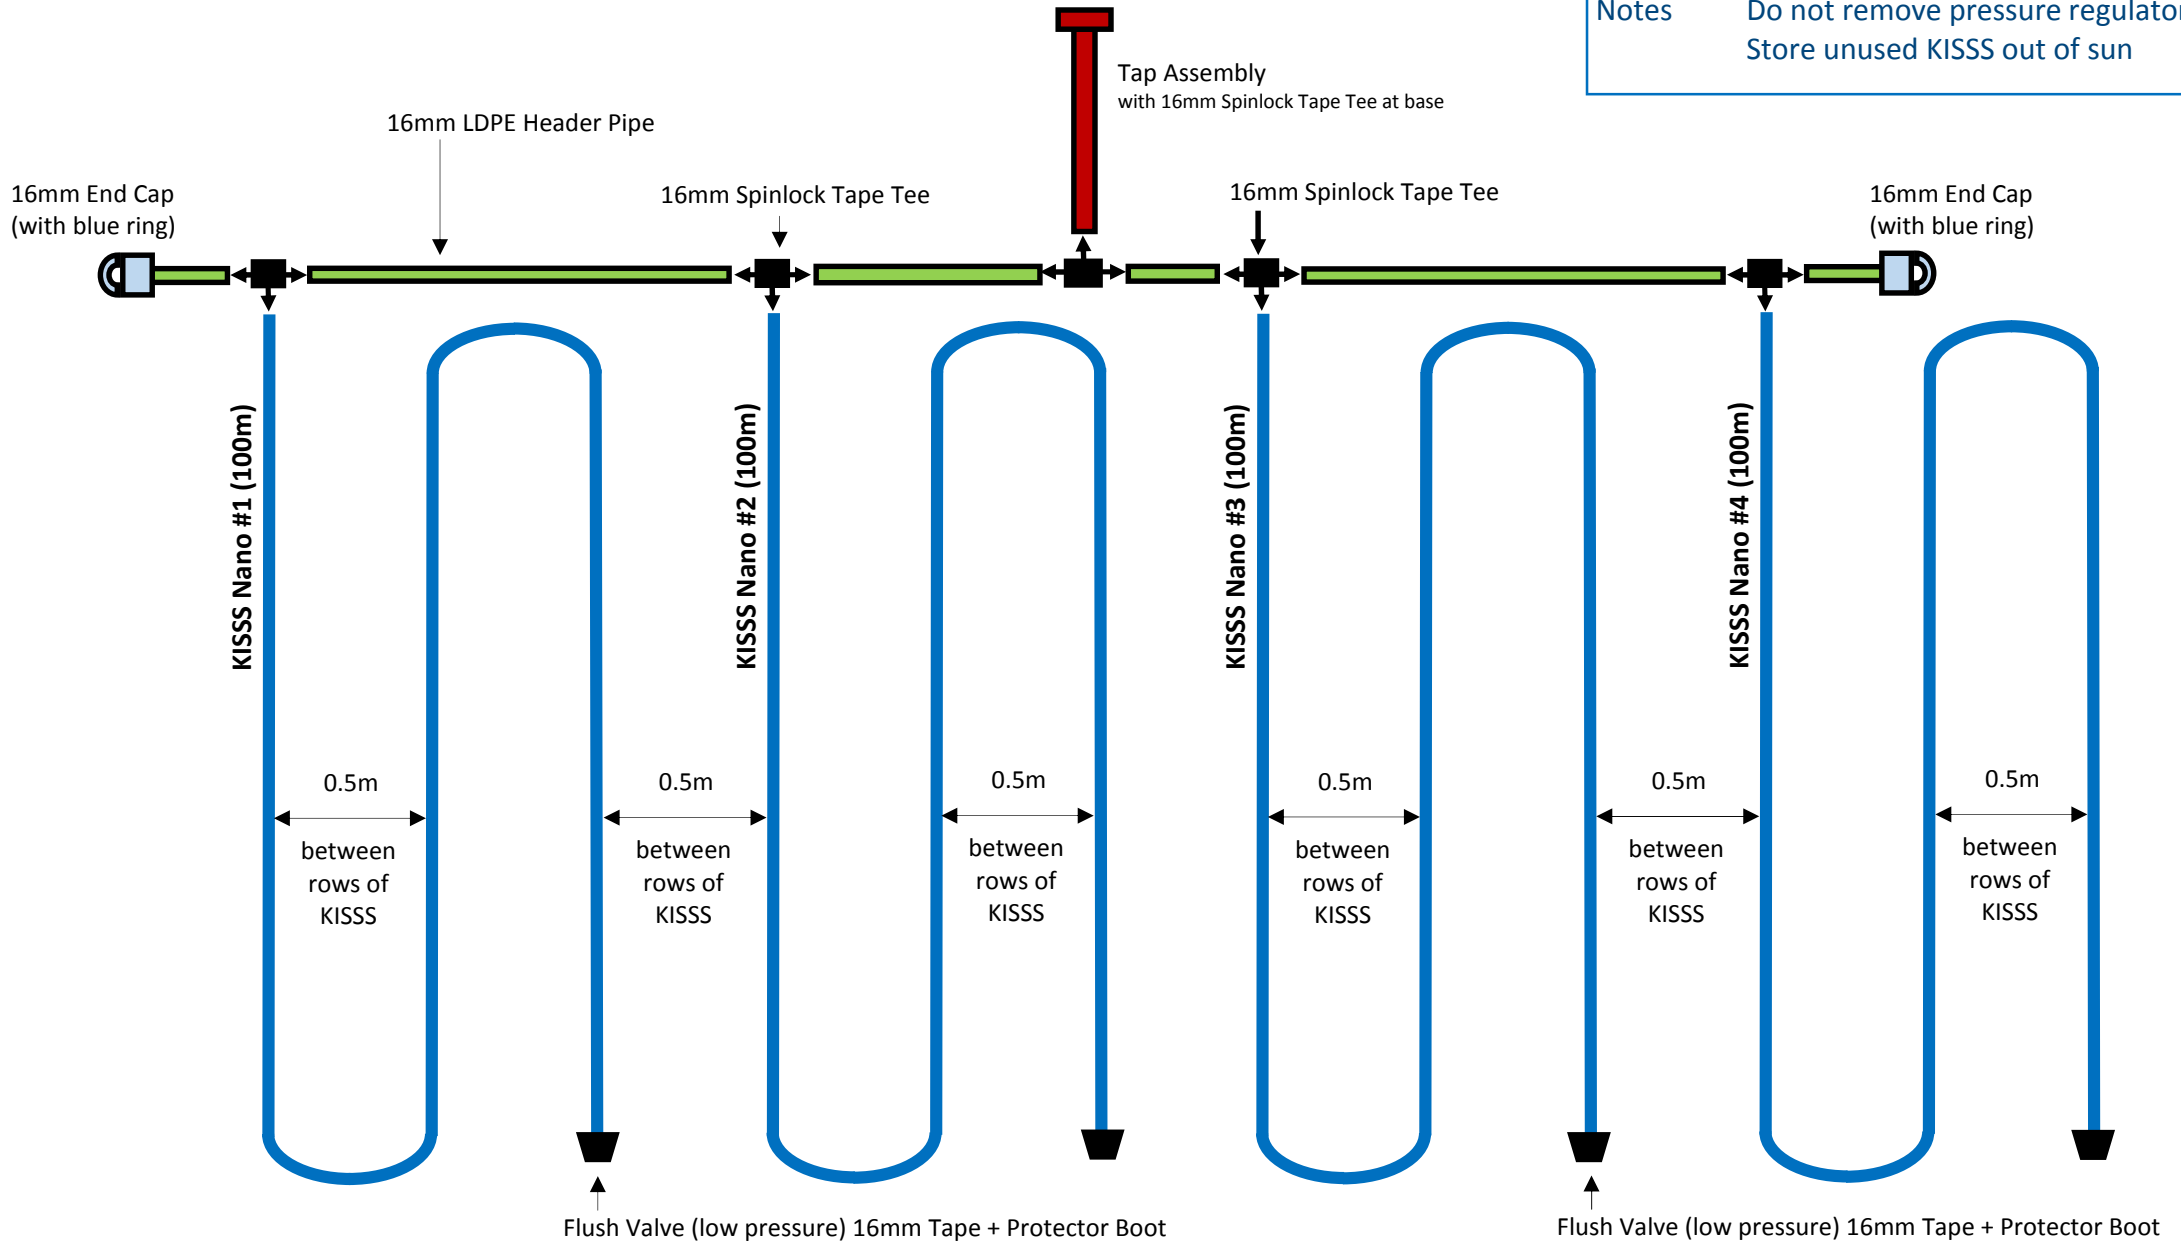 Notes Do not remove pressure regulator
Store unused KISSS out of sun
Tap Assembly
with 16mm Spinlock Tape Tee at base
16mm LDPE Header Pipe
16mm End Cap
(with blue ring)
16mm Spinlock Tape Tee
16mm Spinlock Tape Tee
16mm End Cap
(with blue ring)
KISSS Nano #1 (100m)
KISSS Nano #2 (100m)
KISSS Nano #3 (100m)
KISSS Nano #4 (100m)
0.5m
between
rows of
KISSS
0.5m
between
rows of
KISSS
0.5m
between
rows of
KISSS
0.5m
between
rows of
KISSS
0.5m
between
rows of
KISSS
0.5m
between
rows of
KISSS
Flush Valve (low pressure) 16mm Tape + Protector Boot
Flush Valve (low pressure) 16mm Tape + Protector Boot